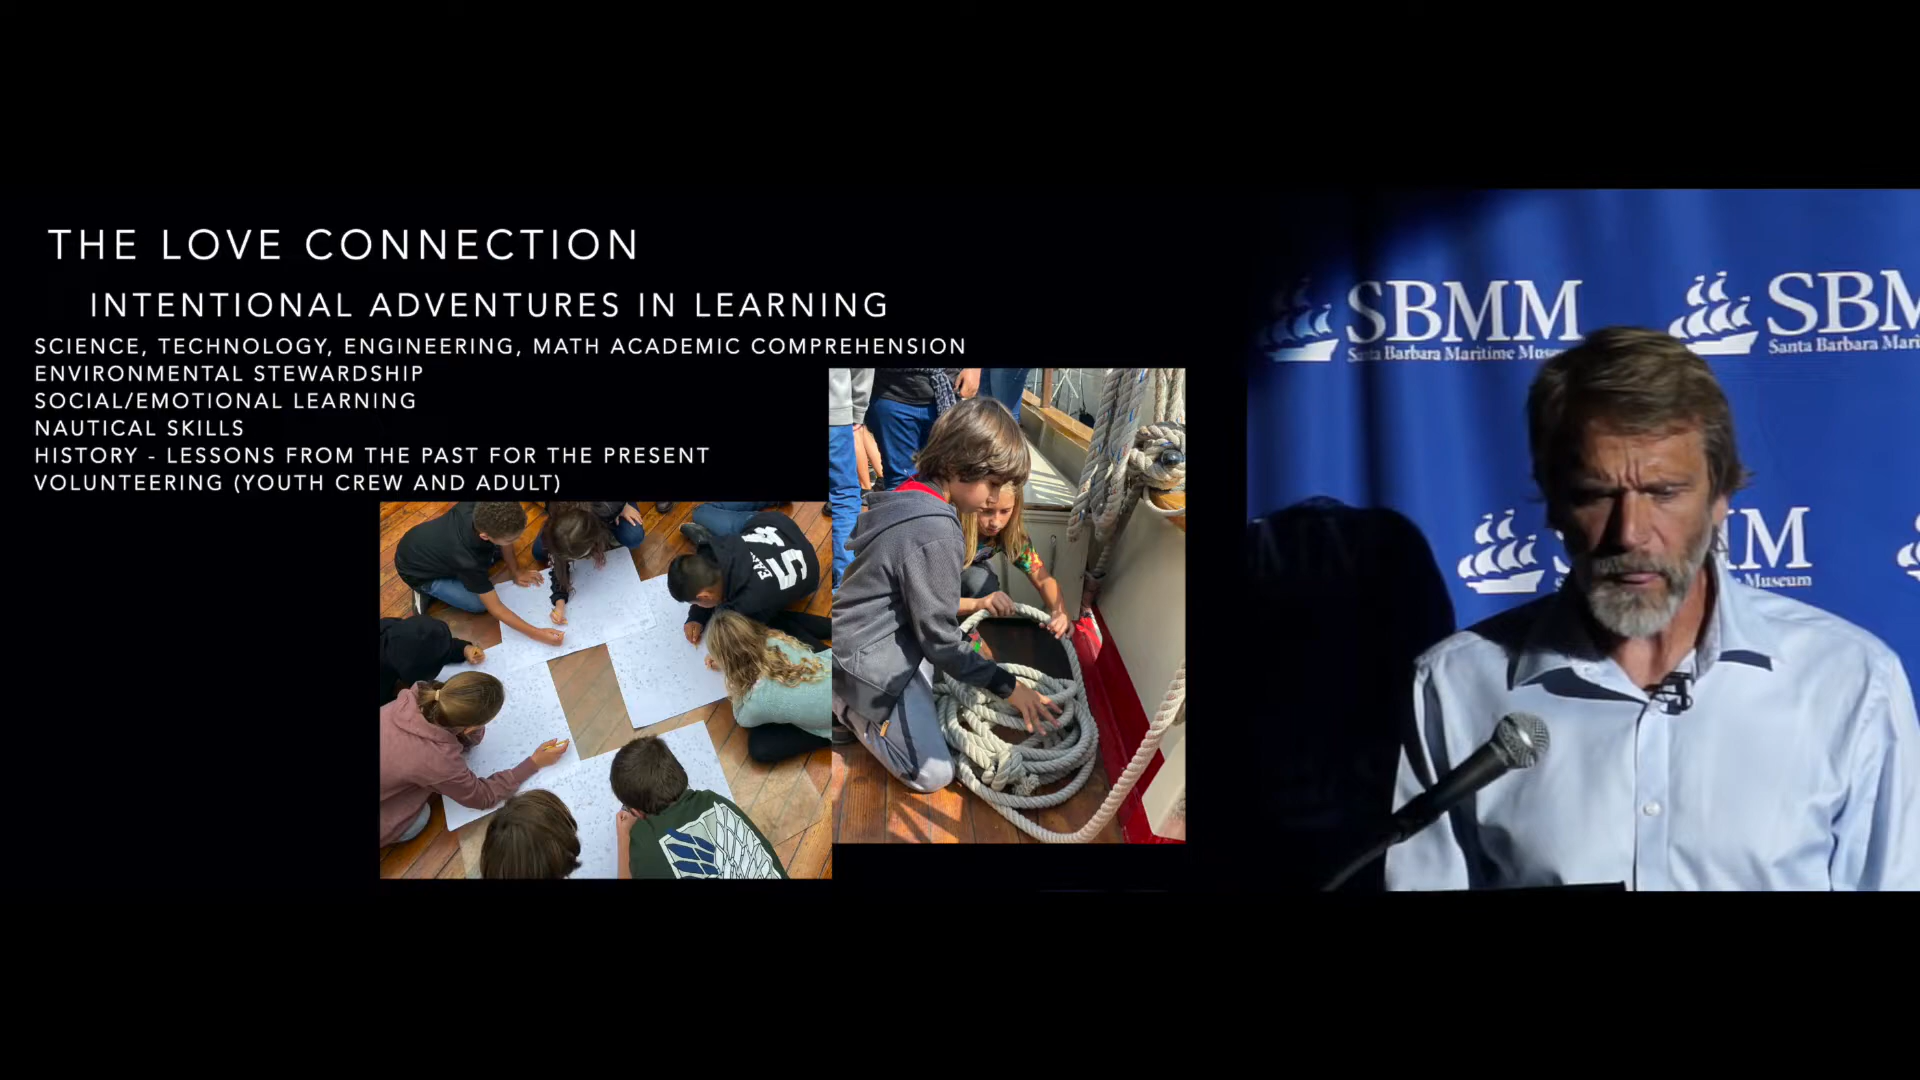 THE LOVE CONNECTION
INTENTIONAL ADVENTURES IN LEARNING
SCIENCE, TECHNOLOGY, ENGINEERING, MATH ACADEMIC COMPREHENSION
ENVIRONMENTAL STEWARDSHIP
SOCIAL/EMOTIONAL LEARNING
NAUTICAL SKILLS
HISTORY - LESSONS FROM THE PAST FOR THE PRESENT
VOLUNTEERING (YOUTH CREW AND ADULT)
54
SBMM
Santa Barbara Maritime Muse
SBM
Santa Barbara Mari
MM
Museum